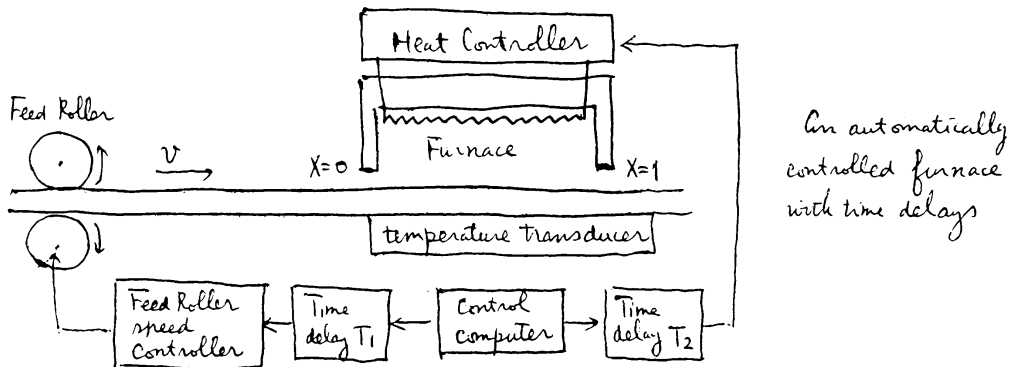 Heat Controller
Feed Roller
v
Furnace
X=0
X=1
An automatically
controlled furnace
with time delays
temperature transducer
Feed Roller
speed
Controller
Time
delay T₁
Control
computer
Time
delay T₂